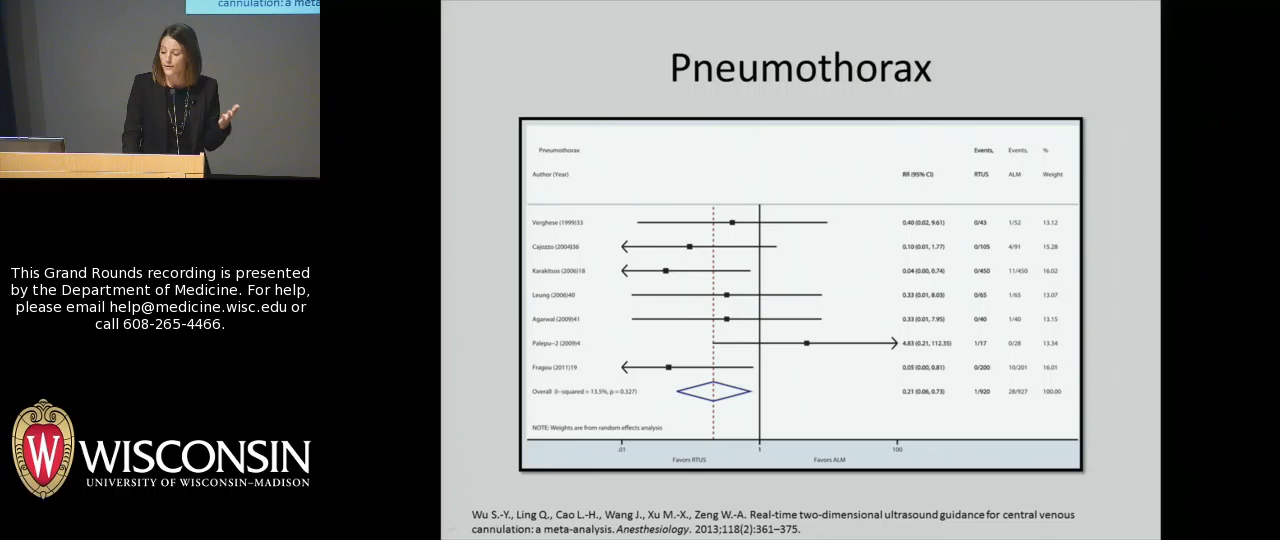 cannulation: a meta
This Grand Rounds recording is presented
by the Department of Medicine. For help,
please email help@medicine.wisc.edu or
call 608-265-4466.
W
WISCONSIN
UNIVERSITY OF WISCONSIN–MADISON
Pneumothorax
Pneumothorax Events, Events, %
Author (Year) RR (95% CI) RTUS ALM Weight
Verghese (1999)33 0.40 (0.02, 9.61) 0/43 1/52 13.12
Cajozzo (2004)36 0.10 (0.01, 1.77) 0/105 4/91 15.28
Karakitsos (2006)18 0.04 (0.00, 0.74) 0/450 11/450 16.02
Leung (2006)40 0.33 (0.01, 8.03) 0/65 1/65 13.07
Agarwal (2009)41 0.33 (0.01, 7.95) 0/40 1/40 13.15
Palepu–2 (2009)4 4.83 (0.21, 112.35) 1/17 0/28 13.34
Fragou (2011)19 0.05 (0.00, 0.81) 0/200 10/201 16.01
Overall (I–squared = 13.5%, p = 0.327) 0.21 (0.06, 0.73) 1/920 28/927 100.00
NOTE: Weights are from random effects analysis
.01 1 100
Favors RTUS Favors ALM
Wu S.-Y., Ling Q., Cao L.-H., Wang J., Xu M.-X., Zeng W.-A. Real-time two-dimensional ultrasound guidance for central venous
cannulation: a meta-analysis. Anesthesiology. 2013;118(2):361–375.